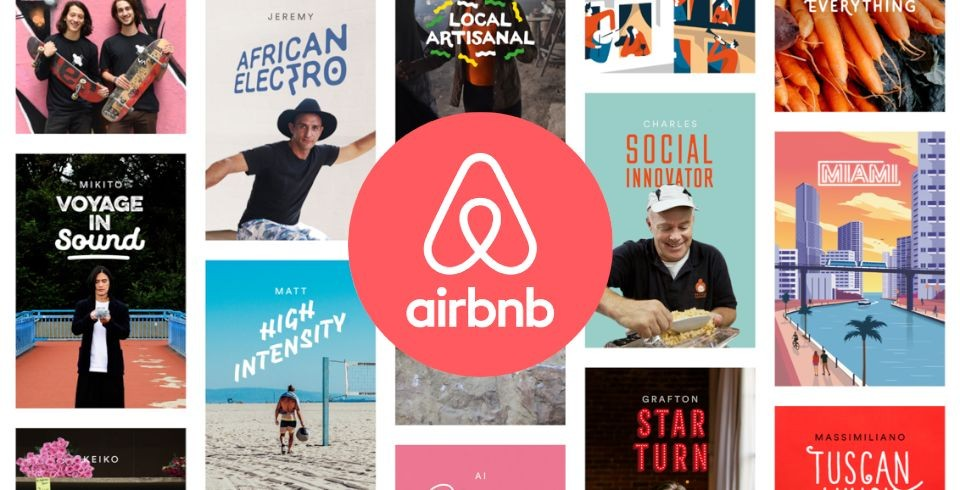 JEREMY
AFRICAN
ELECTRO
LOCAL
ARTISANAL
EVERYTHING
CHARLES
SOCIAL
INNOVATOR
MIAMI
MIKITO
VOYAGE
IN
Sound
MATT
HIGH
INTENSITY
airbnb
GRAFTON
STAR
TURN
MASSIMILIANO
TUSCAN
KEIKO
AI